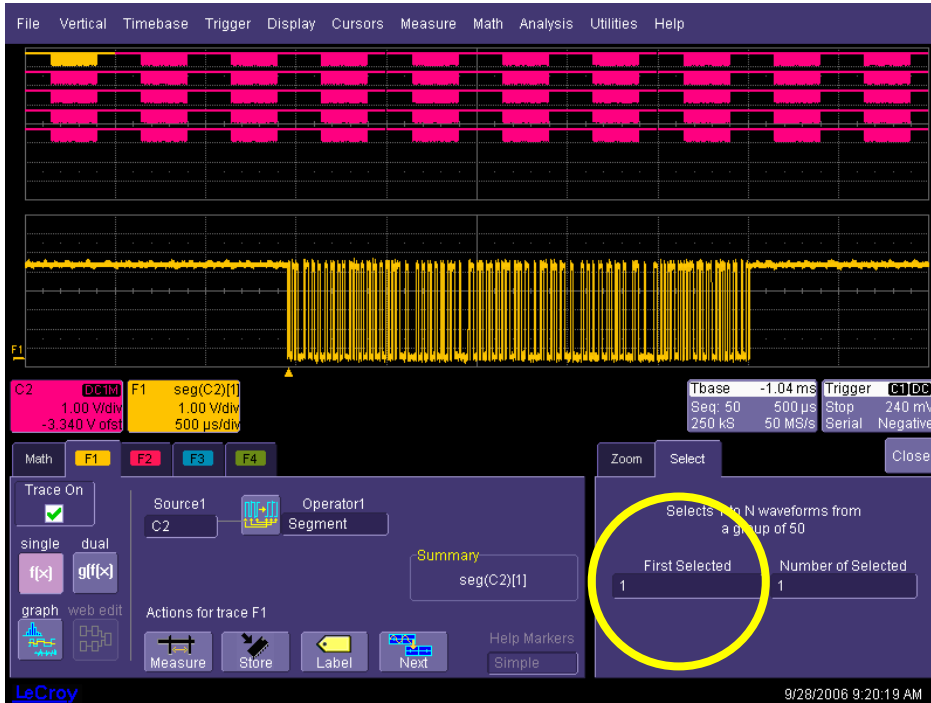 File Vertical Timebase Trigger Display Cursors Measure Math Analysis Utilities Help
F1
C2 DC1M
1.00 V/div
-3.340 V ofst
F1 seg(C2)[1]
1.00 V/div
500 µs/div
Tbase -1.04 ms
Seq: 50 500 µs
250 kS 50 MS/s
Trigger C1 DC
Stop 240 mV
Serial Negative
Math F1 F2 F3 F4
Zoom Select Close
Trace On
single dual
f(x) g(f(x))
graph web edit
Source1
C2
Operator1
Segment
Summary
seg(C2)[1]
Actions for trace F1
Measure Store Label Next
Help Markers
Simple
Selects 1 to N waveforms from
a group of 50
First Selected
1
Number of Selected
1
LeCroy
9/28/2006 9:20:19 AM